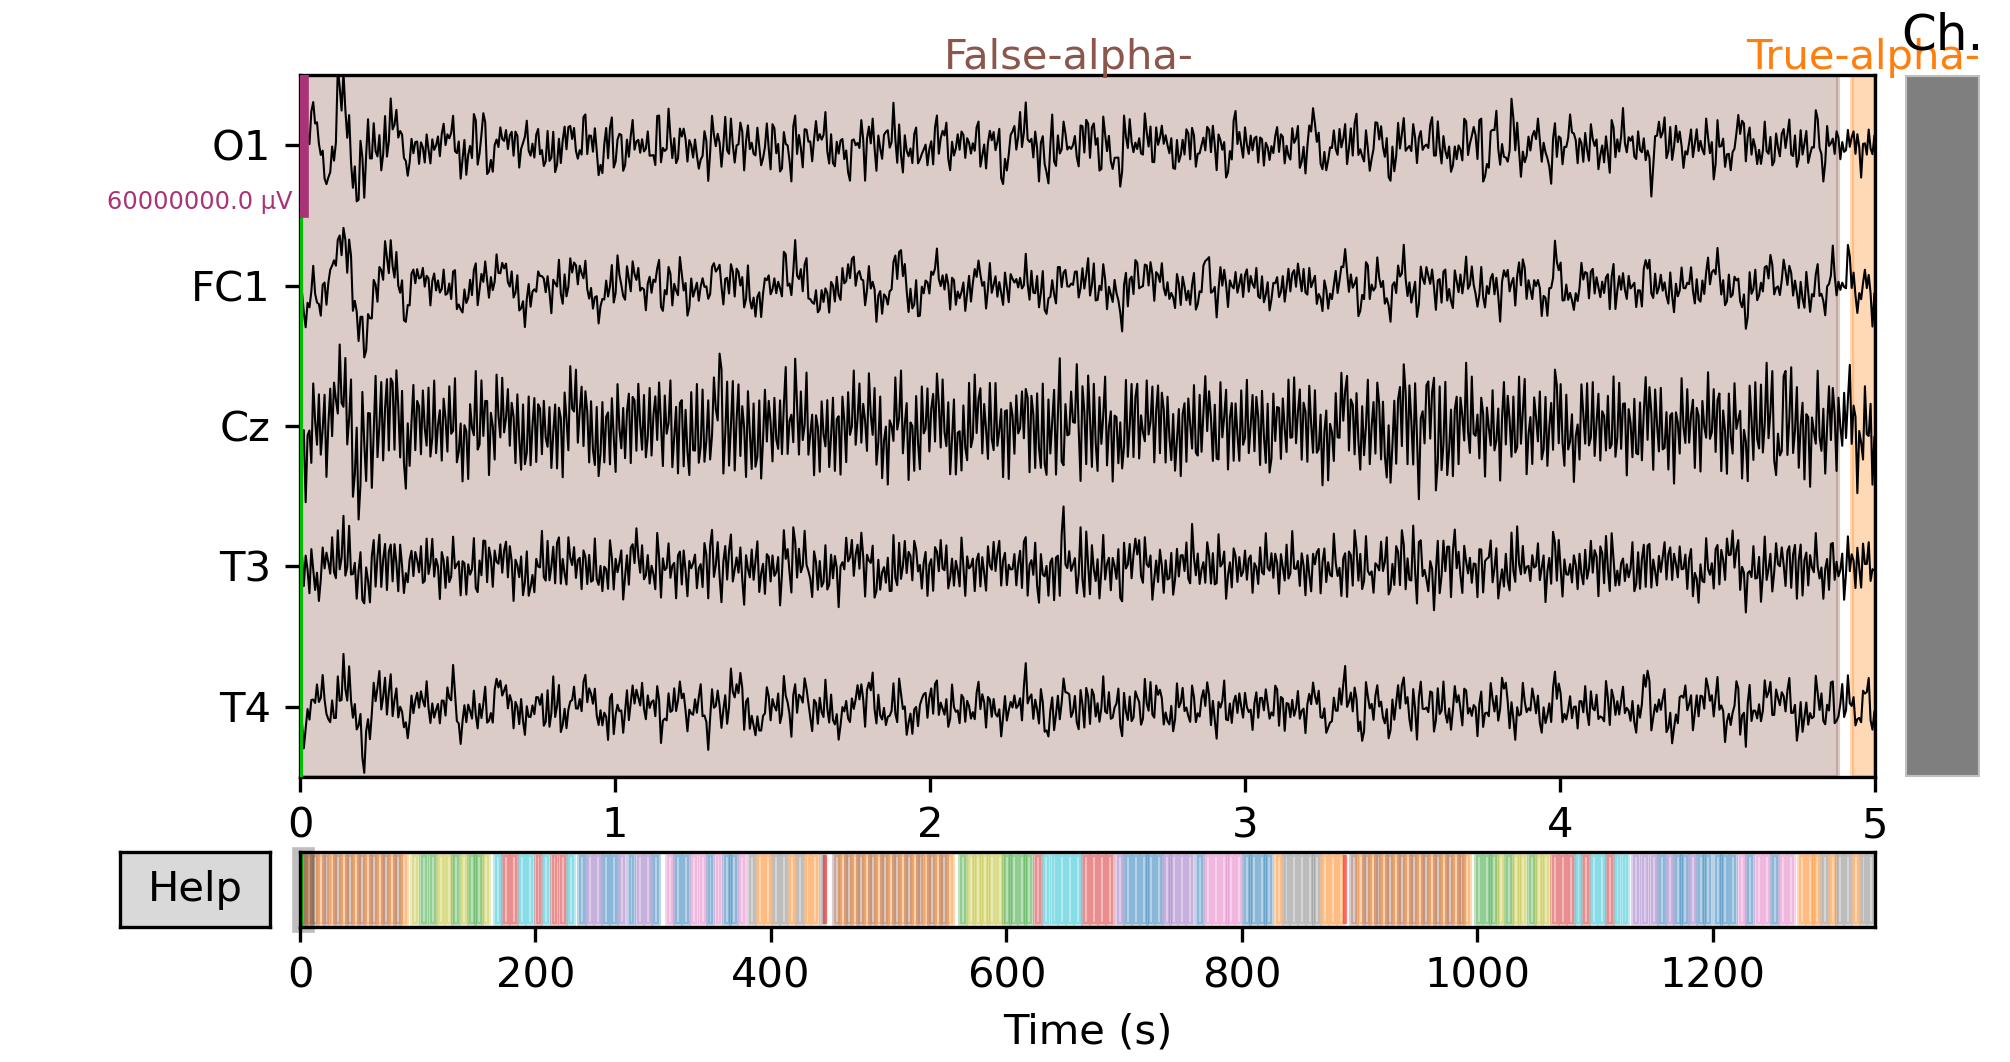 False-alpha-
True-alpha-
Ch.
O1
60000000.0 µV
FC1
Cz
T3
T4
0 1 2 3 4 5
Help
0 200 400 600 800 1000 1200
Time (s)